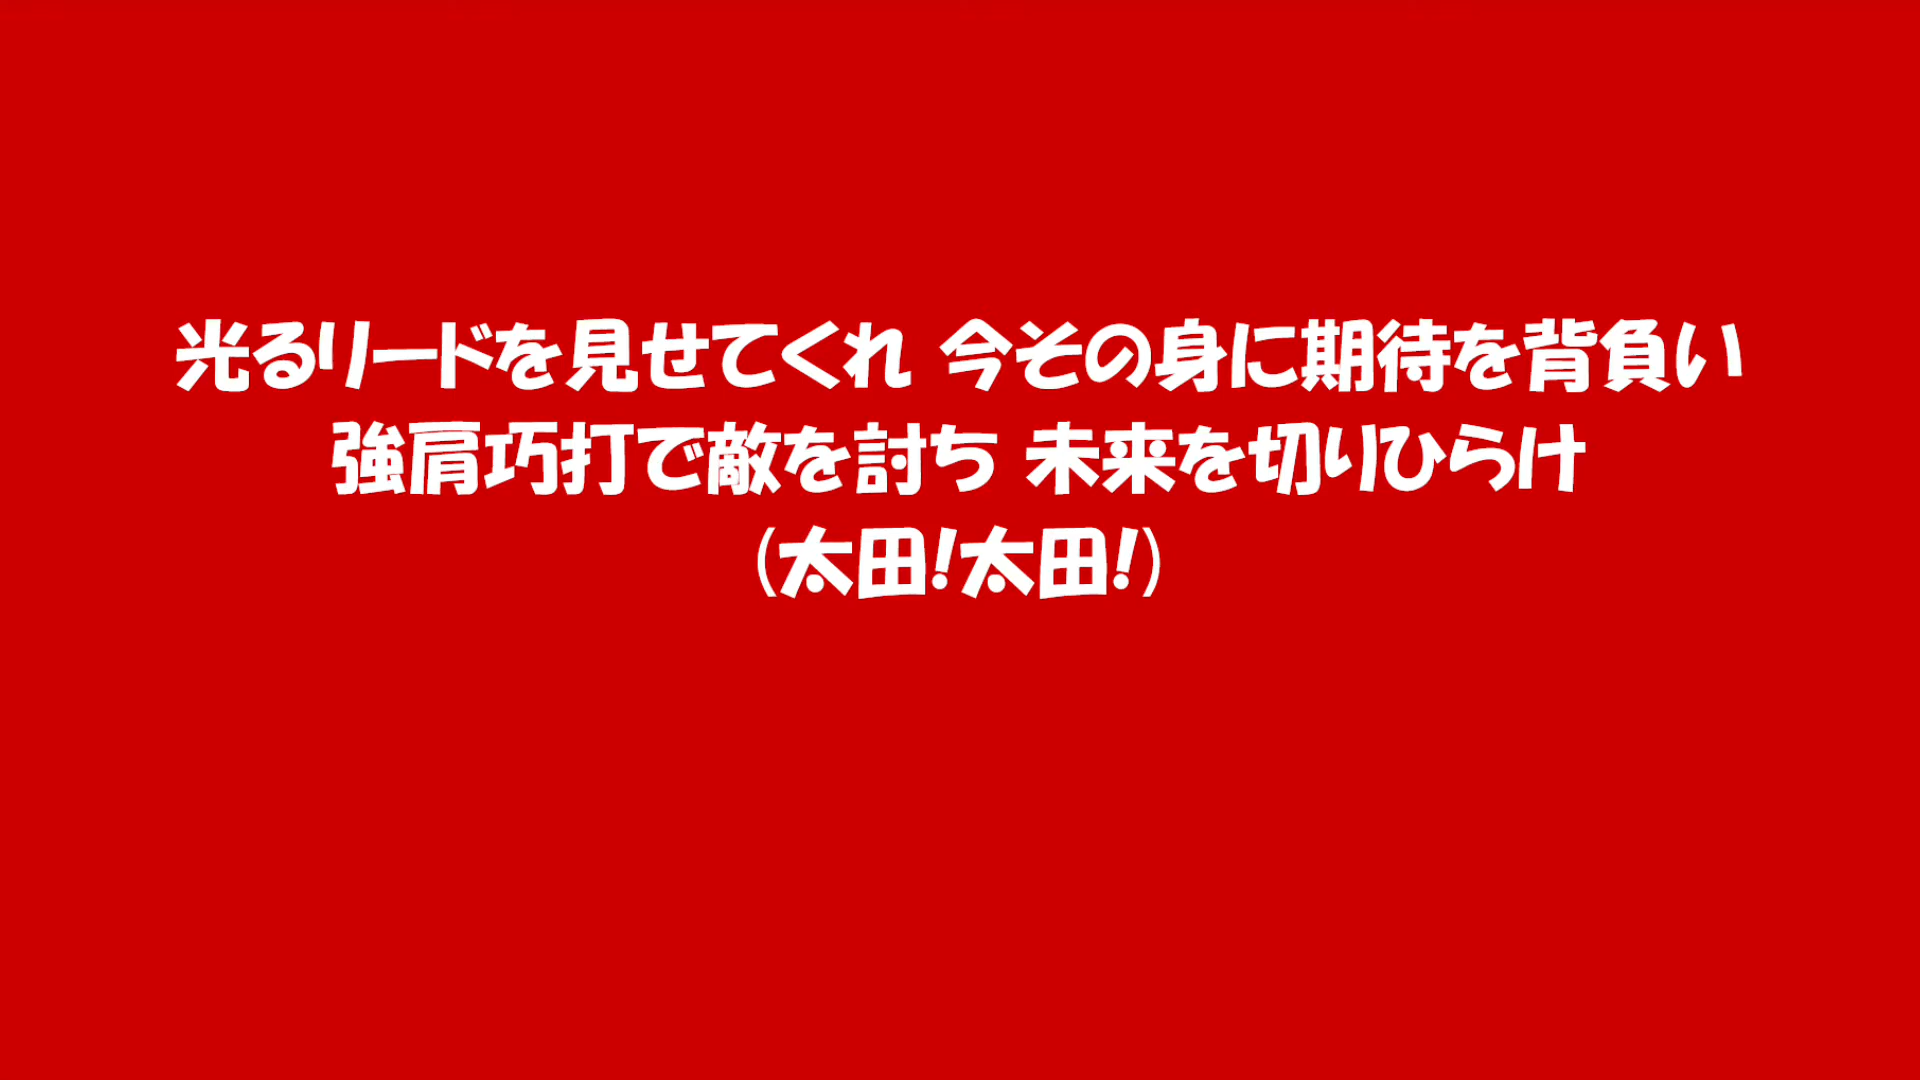 光るリードを見せてくれ 今その身に期待を背負い
強肩巧打で敵を討ち 未来を切りひらけ
(太田!太田!)